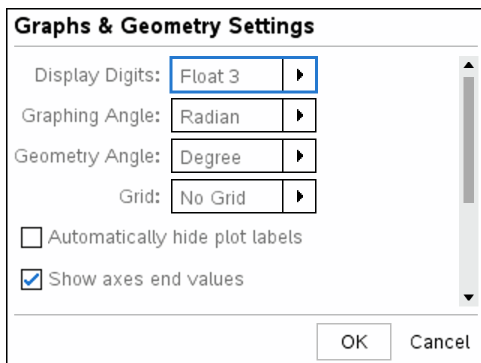 Graphs & Geometry Settings
Display Digits: Float 3
Graphing Angle: Radian
Geometry Angle: Degree
Grid: No Grid
Automatically hide plot labels
Show axes end values
OK Cancel